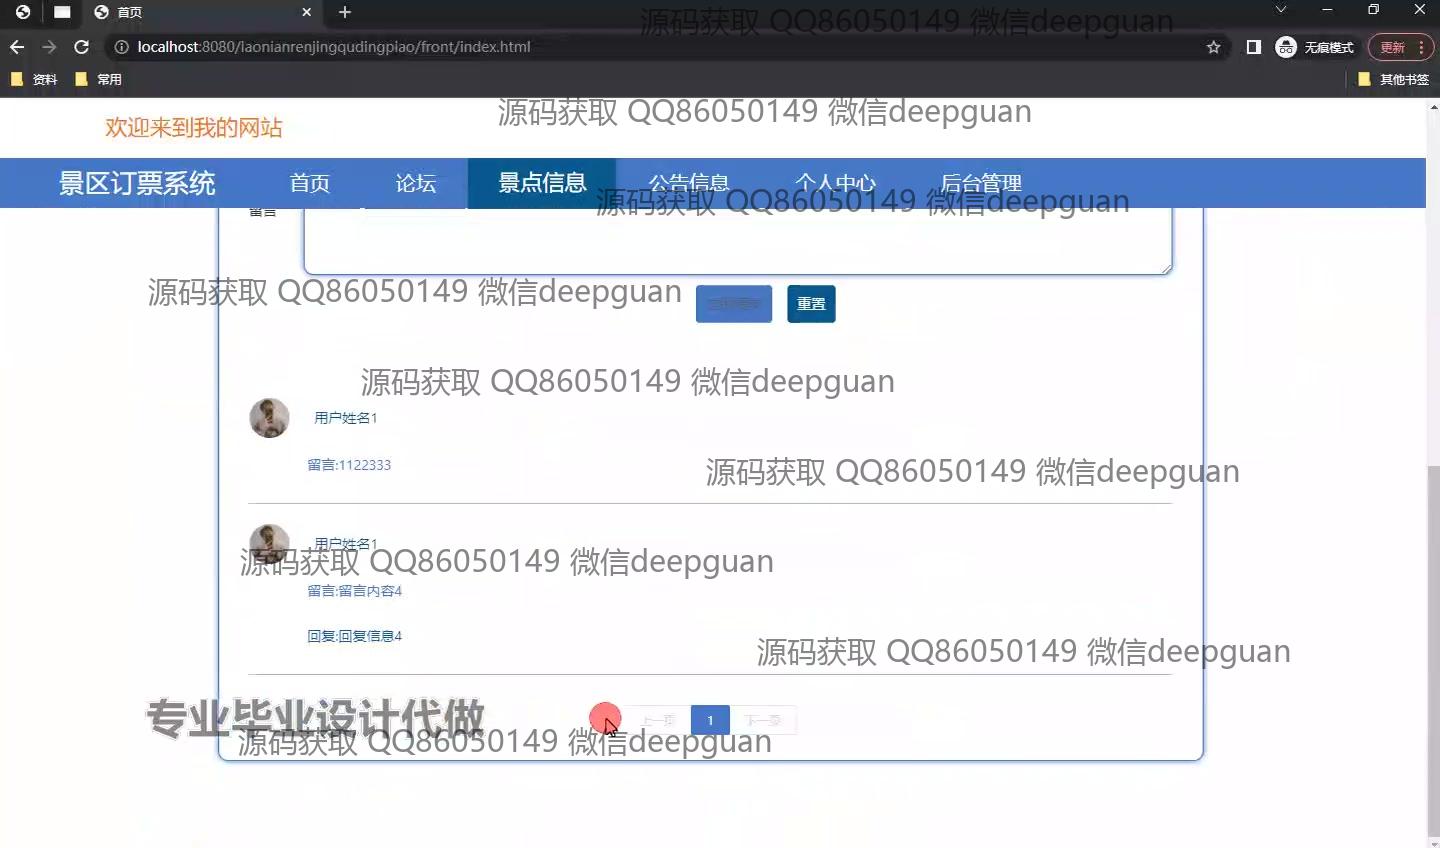 首页
源码获取 QQ86050149 微信deepguan
localhost:8080/laonianrenjingqudingpiao/front/index.html
无痕模式
更新
资料
常用
其他书签
欢迎来到我的网站
源码获取 QQ86050149 微信deepguan
景区订票系统
首页
论坛
景点信息
公告信息
个人中心
后台管理
源码获取 QQ86050149 微信deepguan
留言
源码获取 QQ86050149 微信deepguan
重置
源码获取 QQ86050149 微信deepguan
用户姓名1
留言:1122333
源码获取 QQ86050149 微信deepguan
用户姓名1
源码获取 QQ86050149 微信deepguan
留言:留言内容4
回复:回复信息4
源码获取 QQ86050149 微信deepguan
专业毕业设计代做
上一页
1
下一页
源码获取 QQ86050149 微信deepguan